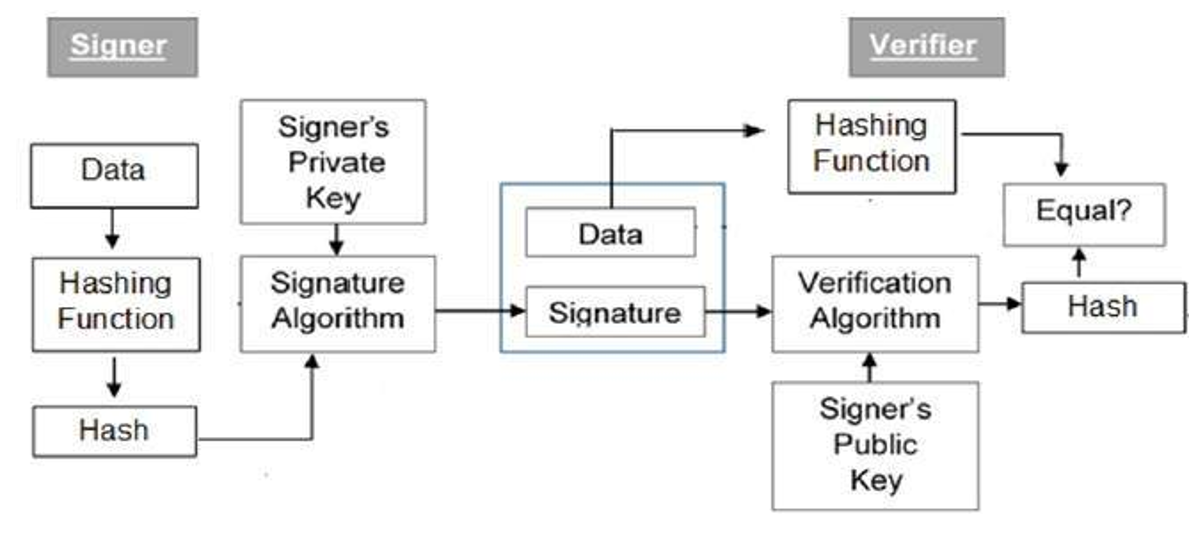 Signer
Verifier
Data
Hashing
Function
Hash
Signer's
Private
Key
Signature
Algorithm
Data
Signature
Hashing
Function
Equal?
Verification
Algorithm
Hash
Signer's
Public
Key